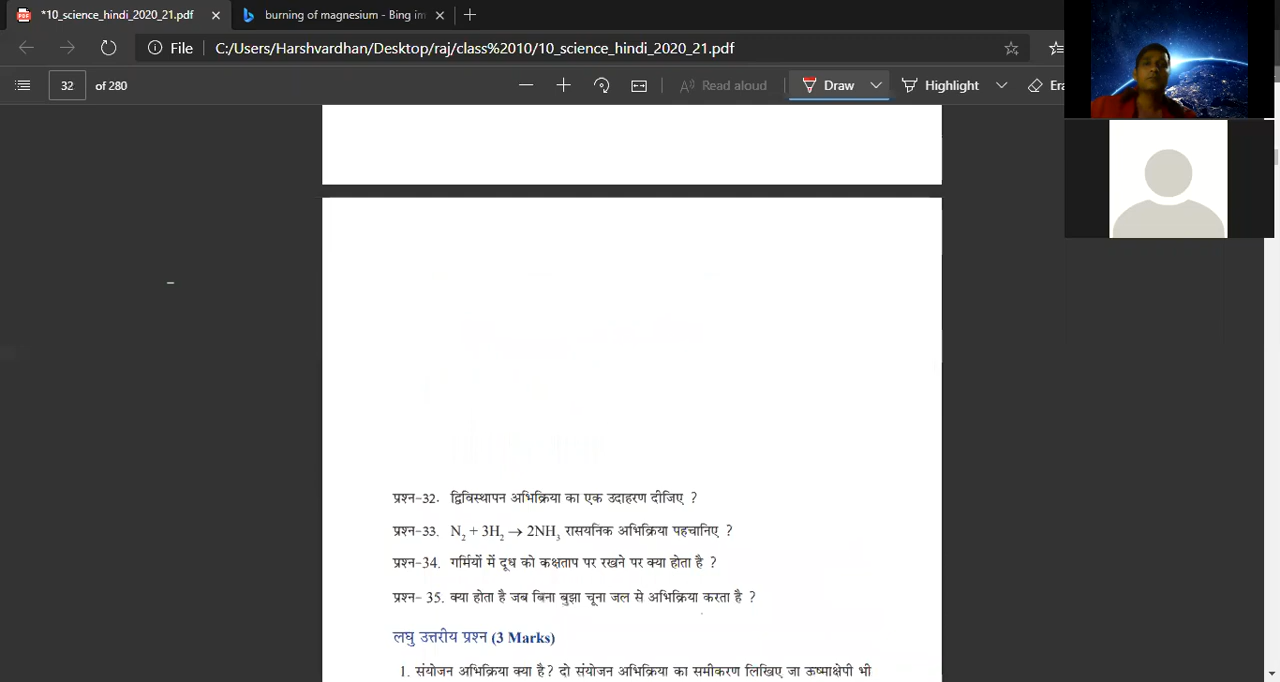 *10_science_hindi_2020_21.pdf
burning of magnesium - Bing im
File
C:/Users/Harshvardhan/Desktop/raj/class%2010/10_science_hindi_2020_21.pdf
32 of 280
Read aloud
Draw
Highlight
Era
प्रश्न-32. द्विविस्थापन अभिक्रिया का एक उदाहरण दीजिए ?
प्रश्न-33. N₂ + 3H₂ → 2NH₃ रासयनिक अभिक्रिया पहचानिए ?
प्रश्न-34. गर्मियों में दूध को कक्षताप पर रखने पर क्या होता है ?
प्रश्न- 35. क्या होता है जब बिना बुझा चूना जल से अभिक्रिया करता है ?
लघु उत्तरीय प्रश्न (3 Marks)
1. संयोजन अभिक्रिया क्या है? दो संयोजन अभिक्रिया का समीकरण लिखिए जा ऊष्माक्षेपी भी